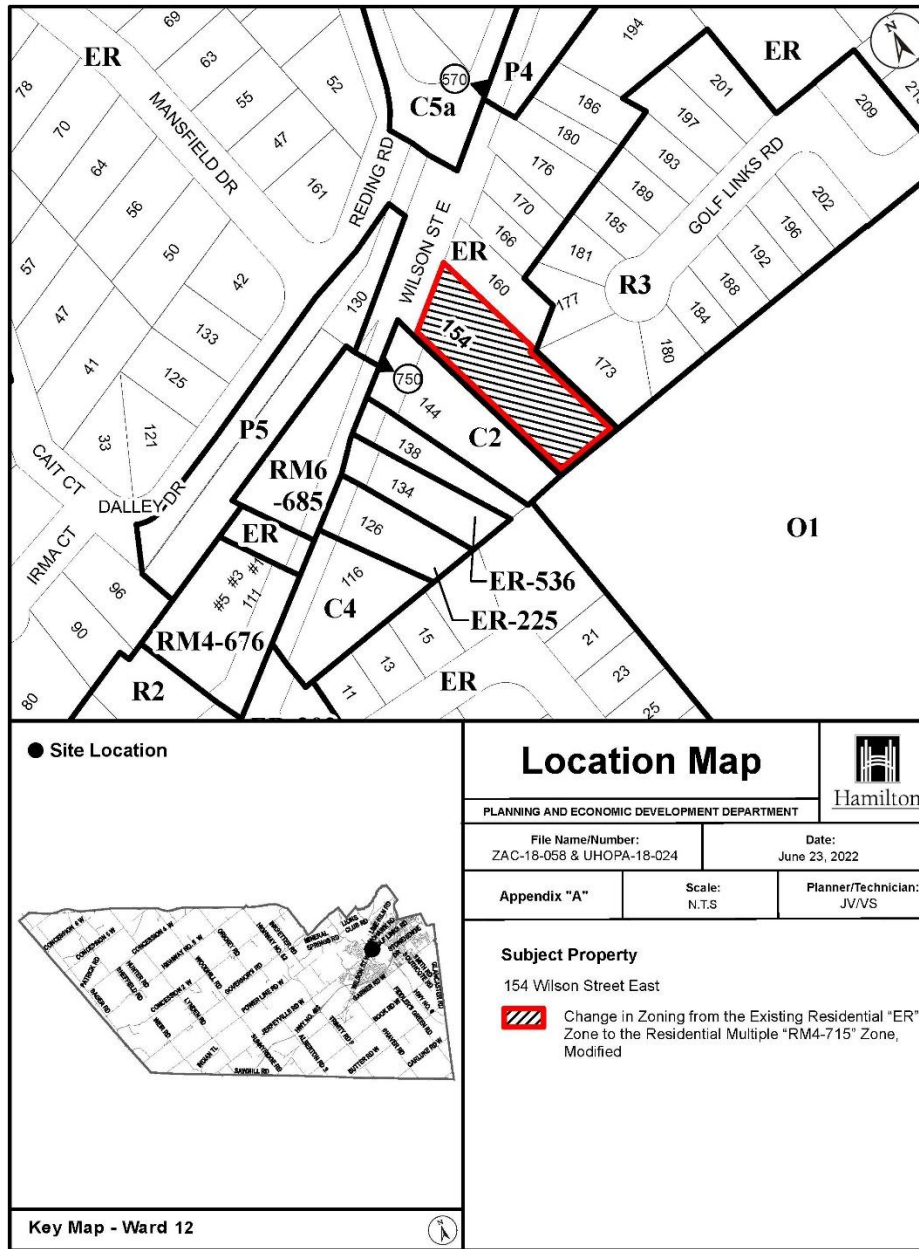 ER
69
63
52
78
55
47
70
161
64
56
50
57
42
47
133
41
125
33
121
MANSFIELD DR
REDING RD
WILSON ST E
C5a
570
P4
194
186
180
176
170
166
ER
160
154
201
197
193
189
185
181
177
173
ER
209
GOLF LINKS RD
202
196
192
188
184
180
R3
130
750
144
C2
138
134
126
116
C4
P5
RM6
-685
ER
#1
#3
#5
111
RM4-676
R2
CAIT CT
DALLEY DR
IRMA CT
96
90
80
ER-536
ER-225
O1
15
13
11
ER
21
23
25
Site Location
Key Map - Ward 12
N
Location Map
PLANNING AND ECONOMIC DEVELOPMENT DEPARTMENT
Hamilton
File Name/Number:
ZAC-18-058 & UHOPA-18-024
Date:
June 23, 2022
Appendix "A"
Scale:
N.T.S
Planner/Technician:
JV/VS
Subject Property
154 Wilson Street East
Change in Zoning from the Existing Residential “ER”
Zone to the Residential Multiple “RM4-715” Zone,
Modified